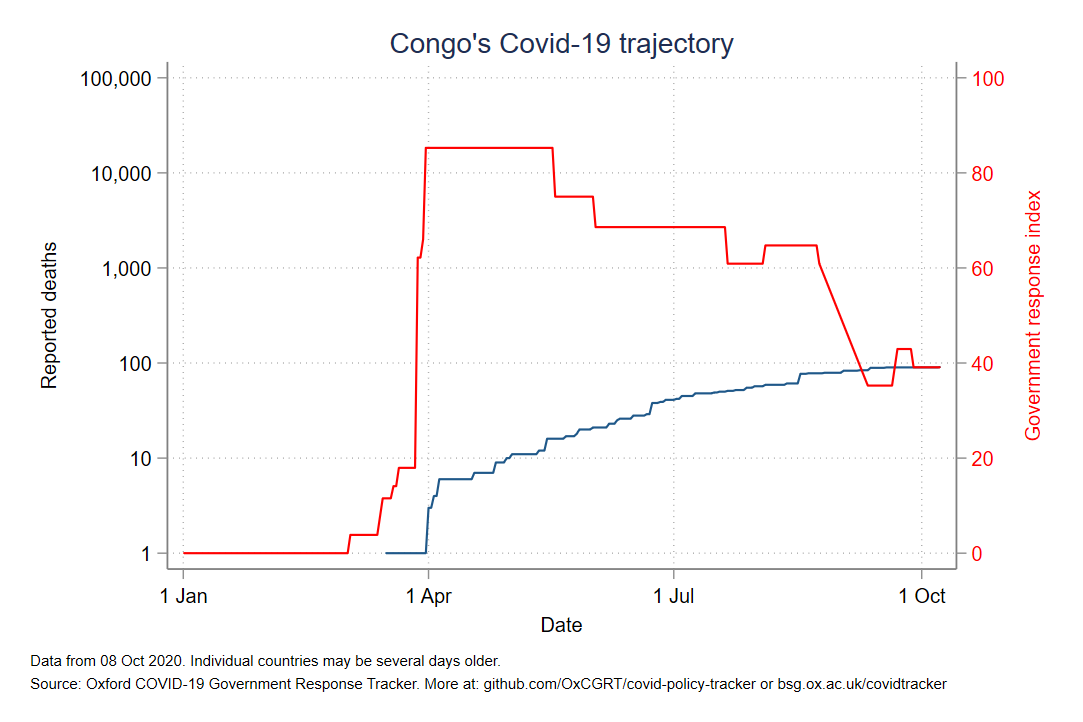 Congo's Covid-19 trajectory
100,000
10,000
1,000
100
10
1
Reported deaths
100
80
60
40
20
0
Government response index
1 Jan
1 Apr
1 Jul
1 Oct
Date
Data from 08 Oct 2020. Individual countries may be several days older.
Source: Oxford COVID-19 Government Response Tracker. More at: github.com/OxCGRT/covid-policy-tracker or bsg.ox.ac.uk/covidtracker